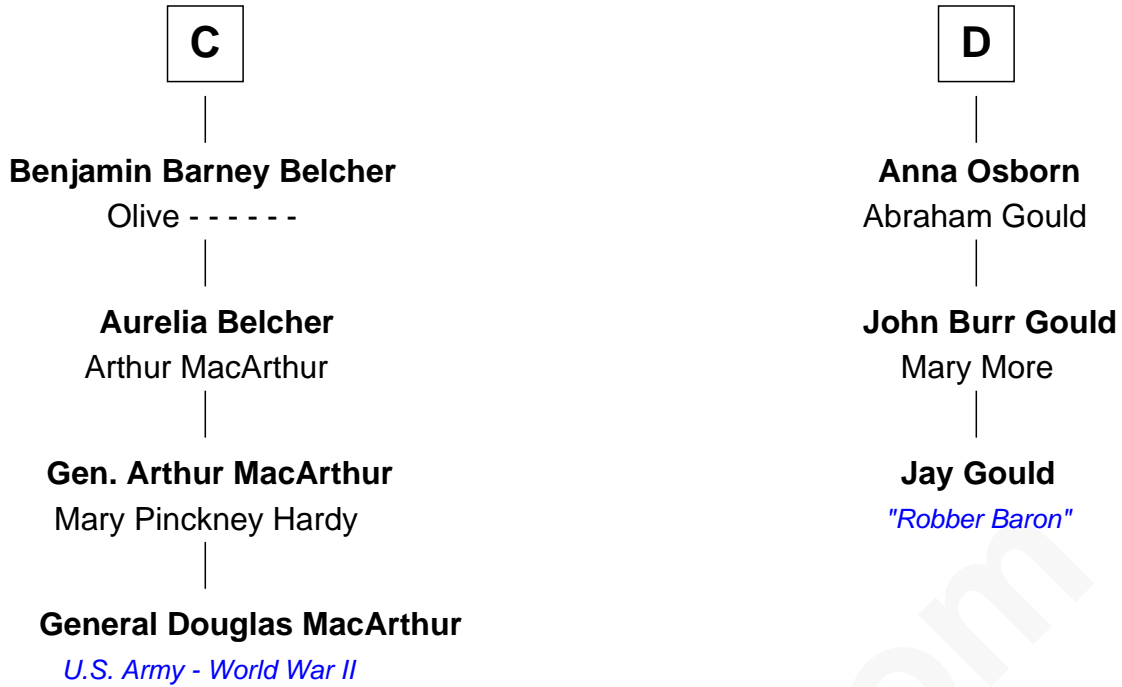 C
D
Benjamin Barney Belcher
Olive - - - - - -
Anna Osborn
Abraham Gould
Aurelia Belcher
Arthur MacArthur
John Burr Gould
Mary More
Gen. Arthur MacArthur
Mary Pinckney Hardy
Jay Gould
"Robber Baron"
General Douglas MacArthur
U.S. Army - World War II
om